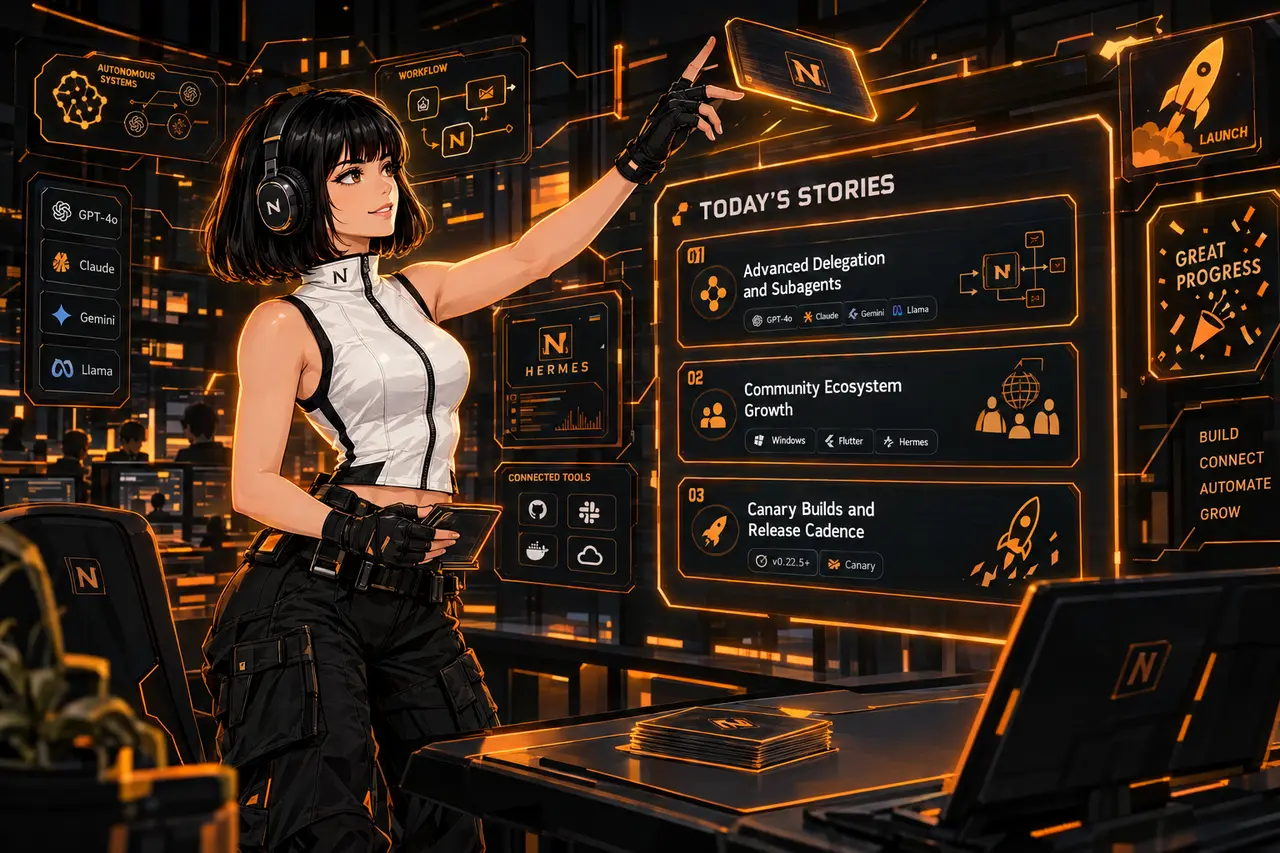 AUTONOMOUS
SYSTEMS
WORKFLOW
N
GPT-4o
Claude
Gemini
Llama
N
N
N
HERMES
CONNECTED TOOLS
N
TODAY'S STORIES
01
Advanced Delegation
and Subagents
GPT-4o
Claude
Gemini
Llama
N
02
Community Ecosystem
Growth
Windows
Flutter
Hermes
03
Canary Builds and
Release Cadence
v0.22.5+
Canary
LAUNCH
GREAT
PROGRESS
BUILD
CONNECT
AUTOMATE
GROW
N
N
N